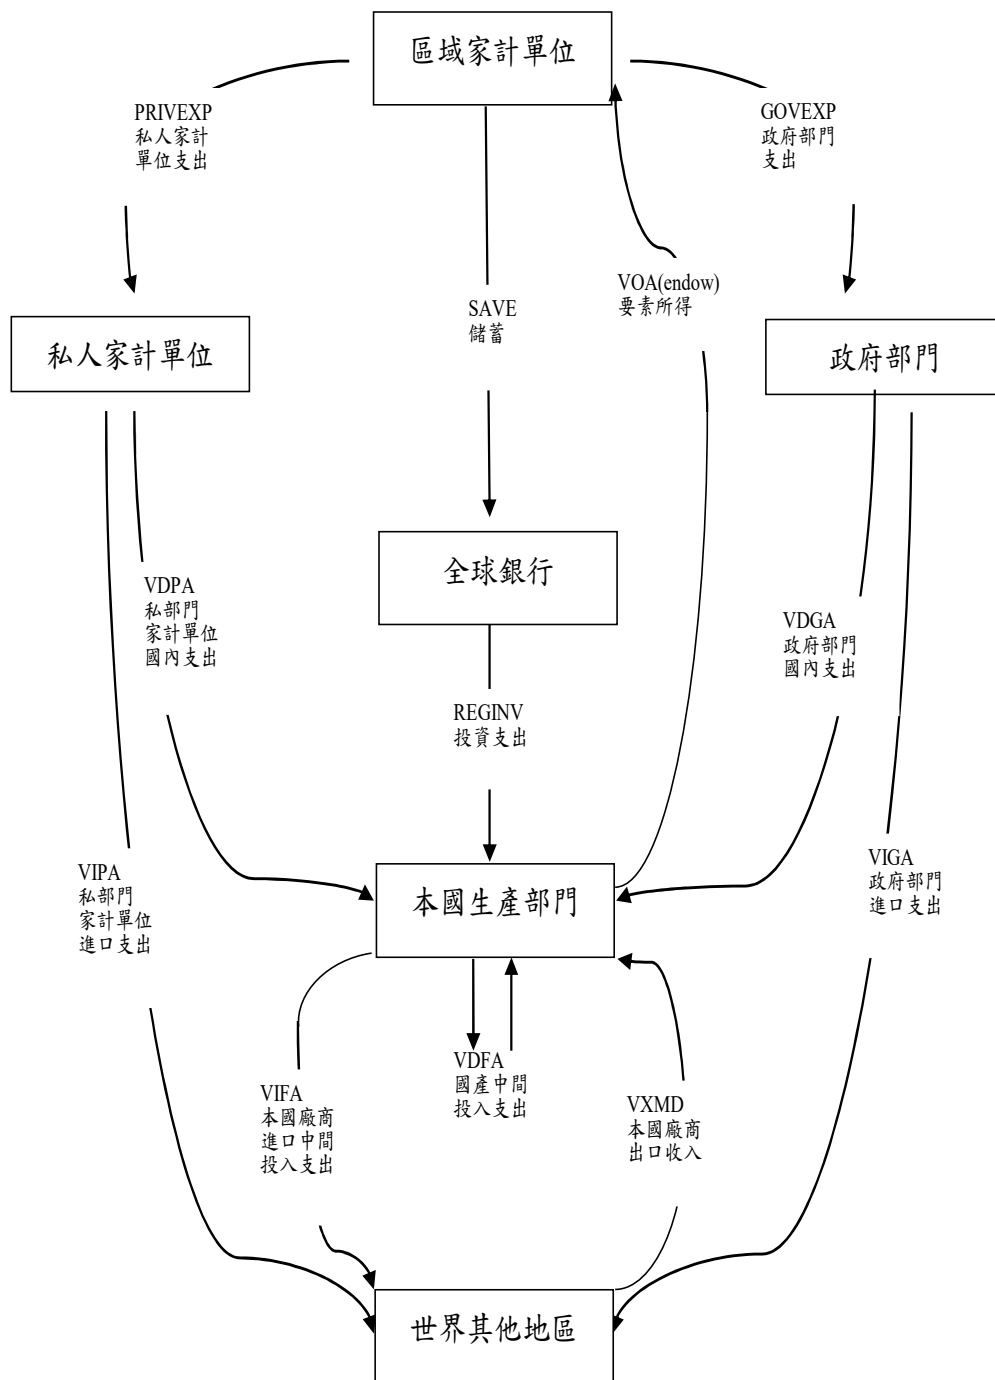 區域家計單位
PRIVEXP
私人家計
單位支出
GOVEXP
政府部門
支出
VOA(endow)
要素所得
SAVE
儲蓄
私人家計單位
政府部門
全球銀行
VDPA
私部門
家計單位
國內支出
VDGA
政府部門
國內支出
REGINV
投資支出
VIPA
私部門
家計單位
進口支出
本國生產部門
VIGA
政府部門
進口支出
VIFA
本國廠商
進口中間
投入支出
VDFA
國產中間
投入支出
VXMD
本國廠商
出口收入
世界其他地區